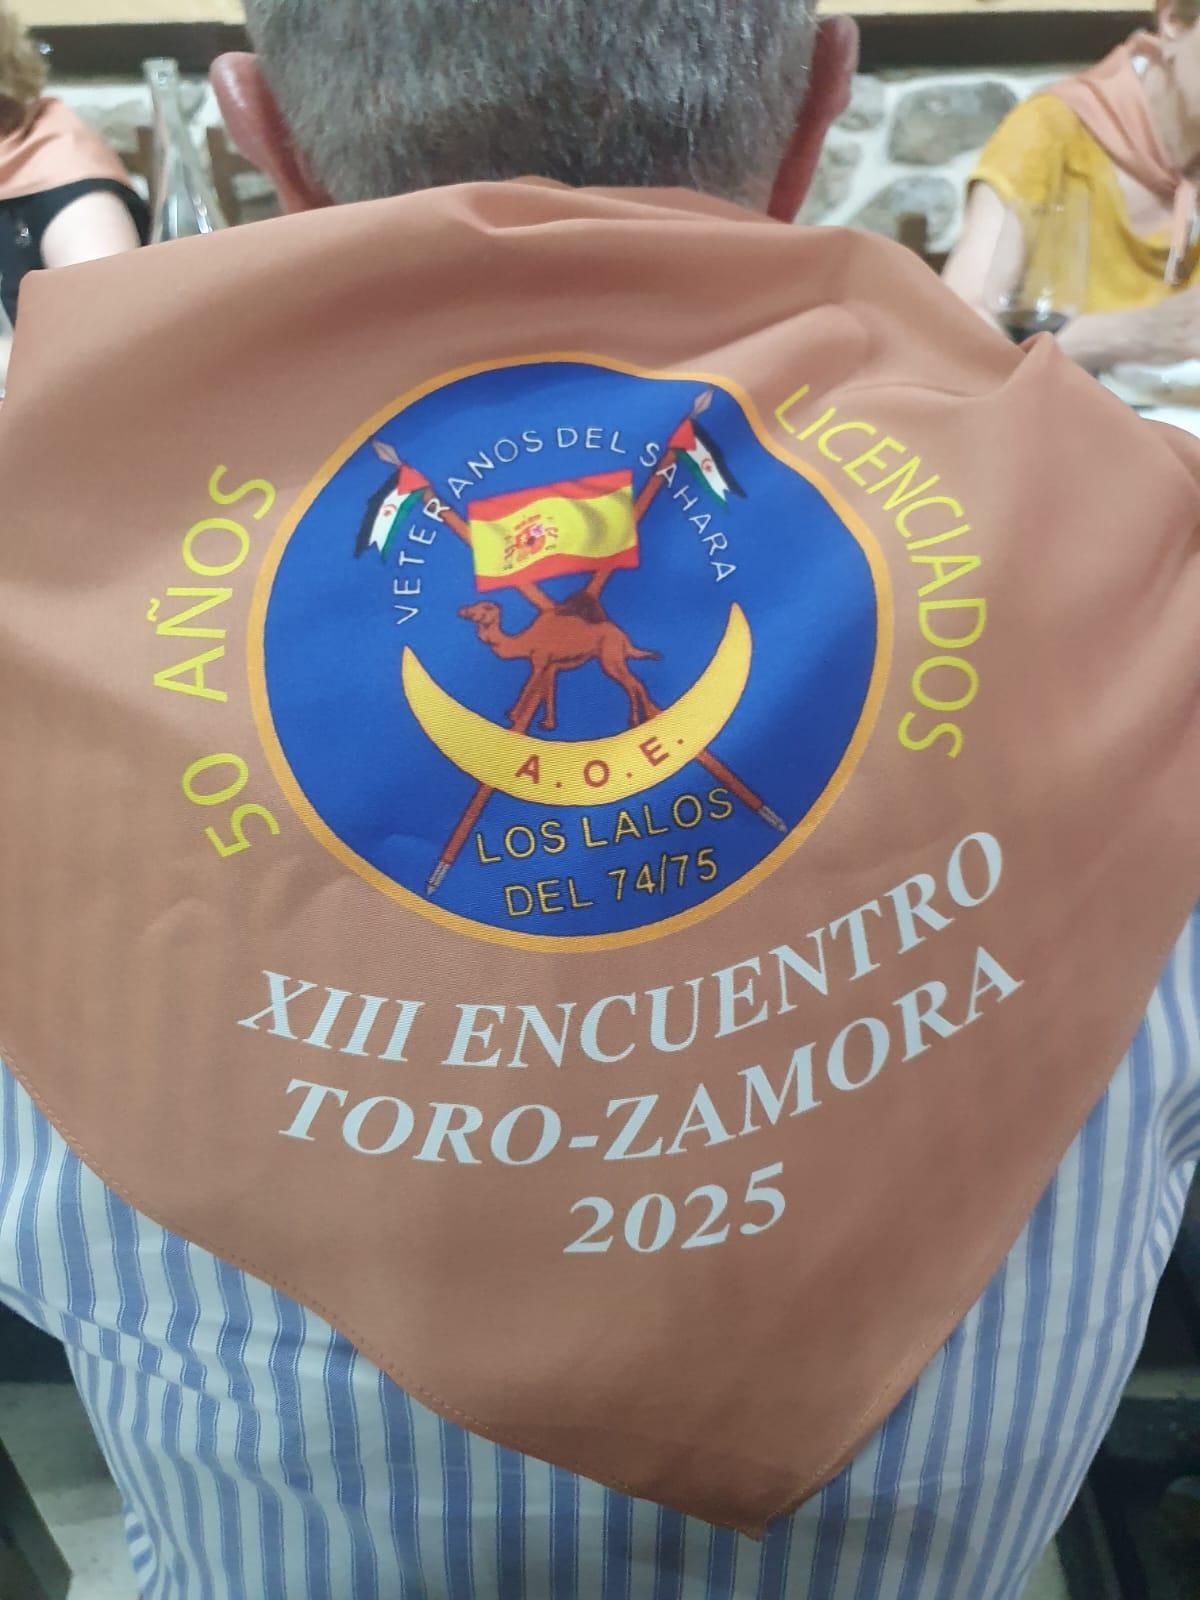 50 AÑOS
LICENCIADOS
VETERANOS DEL SAHARA
A.O.E.
LOS LALOS
DEL 74/75
XIII ENCUENTRO
TORO-ZAMORA
2025